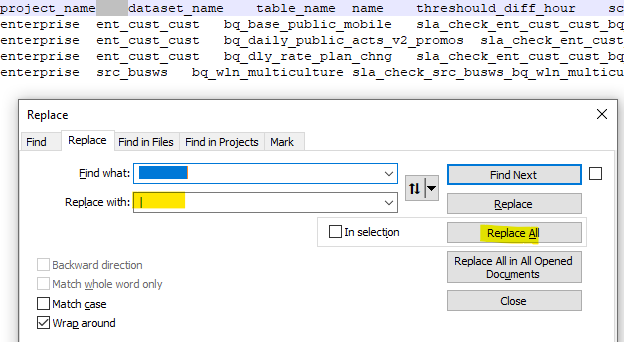 project_name dataset_name table_name name threshould_diff_hour sc
enterprise ent_cust_cust bq_base_public_mobile sla_check_ent_cust_cust_bq
enterprise ent_cust_cust bq_daily_public_acts_v2_promos sla_check_ent_cust
enterprise ent_cust_cust bq_dly_rate_plan_chng sla_check_ent_cust_cust_bq
enterprise src_busws bq_wln_multiculture sla_check_src_busws_bq_wln_multicu
Replace
Find Replace Find in Files Find in Projects Mark
Find what: Find Next
Replace with: | Replace
In selection Replace All
Backward direction Replace All in All Opened
Match whole word only Documents
Match case Close
Wrap around